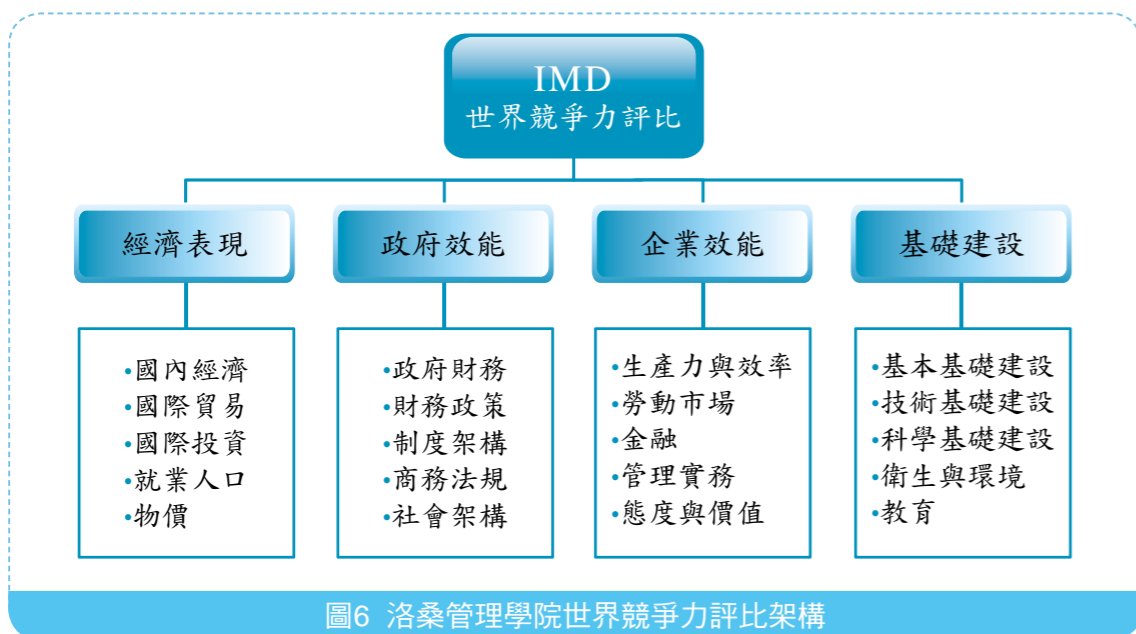 IMD
世界競爭力評比
經濟表現
政府效能
企業效能
基礎建設
•國內經濟
•國際貿易
•國際投資
•就業人口
•物價
•政府財務
•財務政策
•制度架構
•商務法規
•社會架構
•生產力與效率
•勞動市場
•金融
•管理實務
•態度與價值
•基本基礎建設
•技術基礎建設
•科學基礎建設
•衛生與環境
•教育
圖6 洛桑管理學院世界競爭力評比架構